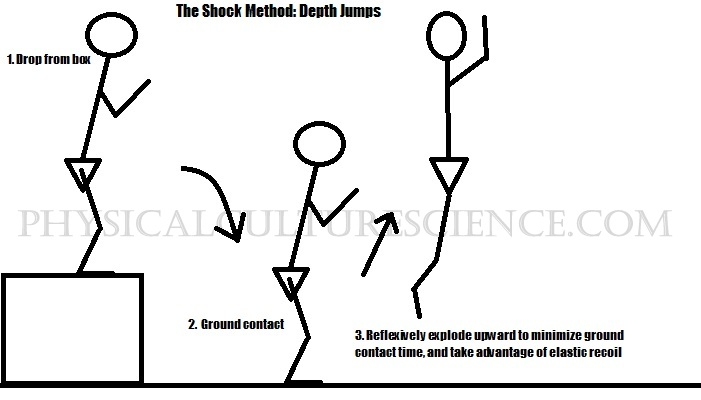 The Shock Method: Depth Jumps
1. Drop from box
PHYSICALCULTURESCIENCE.COM
2. Ground contact
3. Reflexively explode upward to minimize ground
contact time, and take advantage of elastic recoil